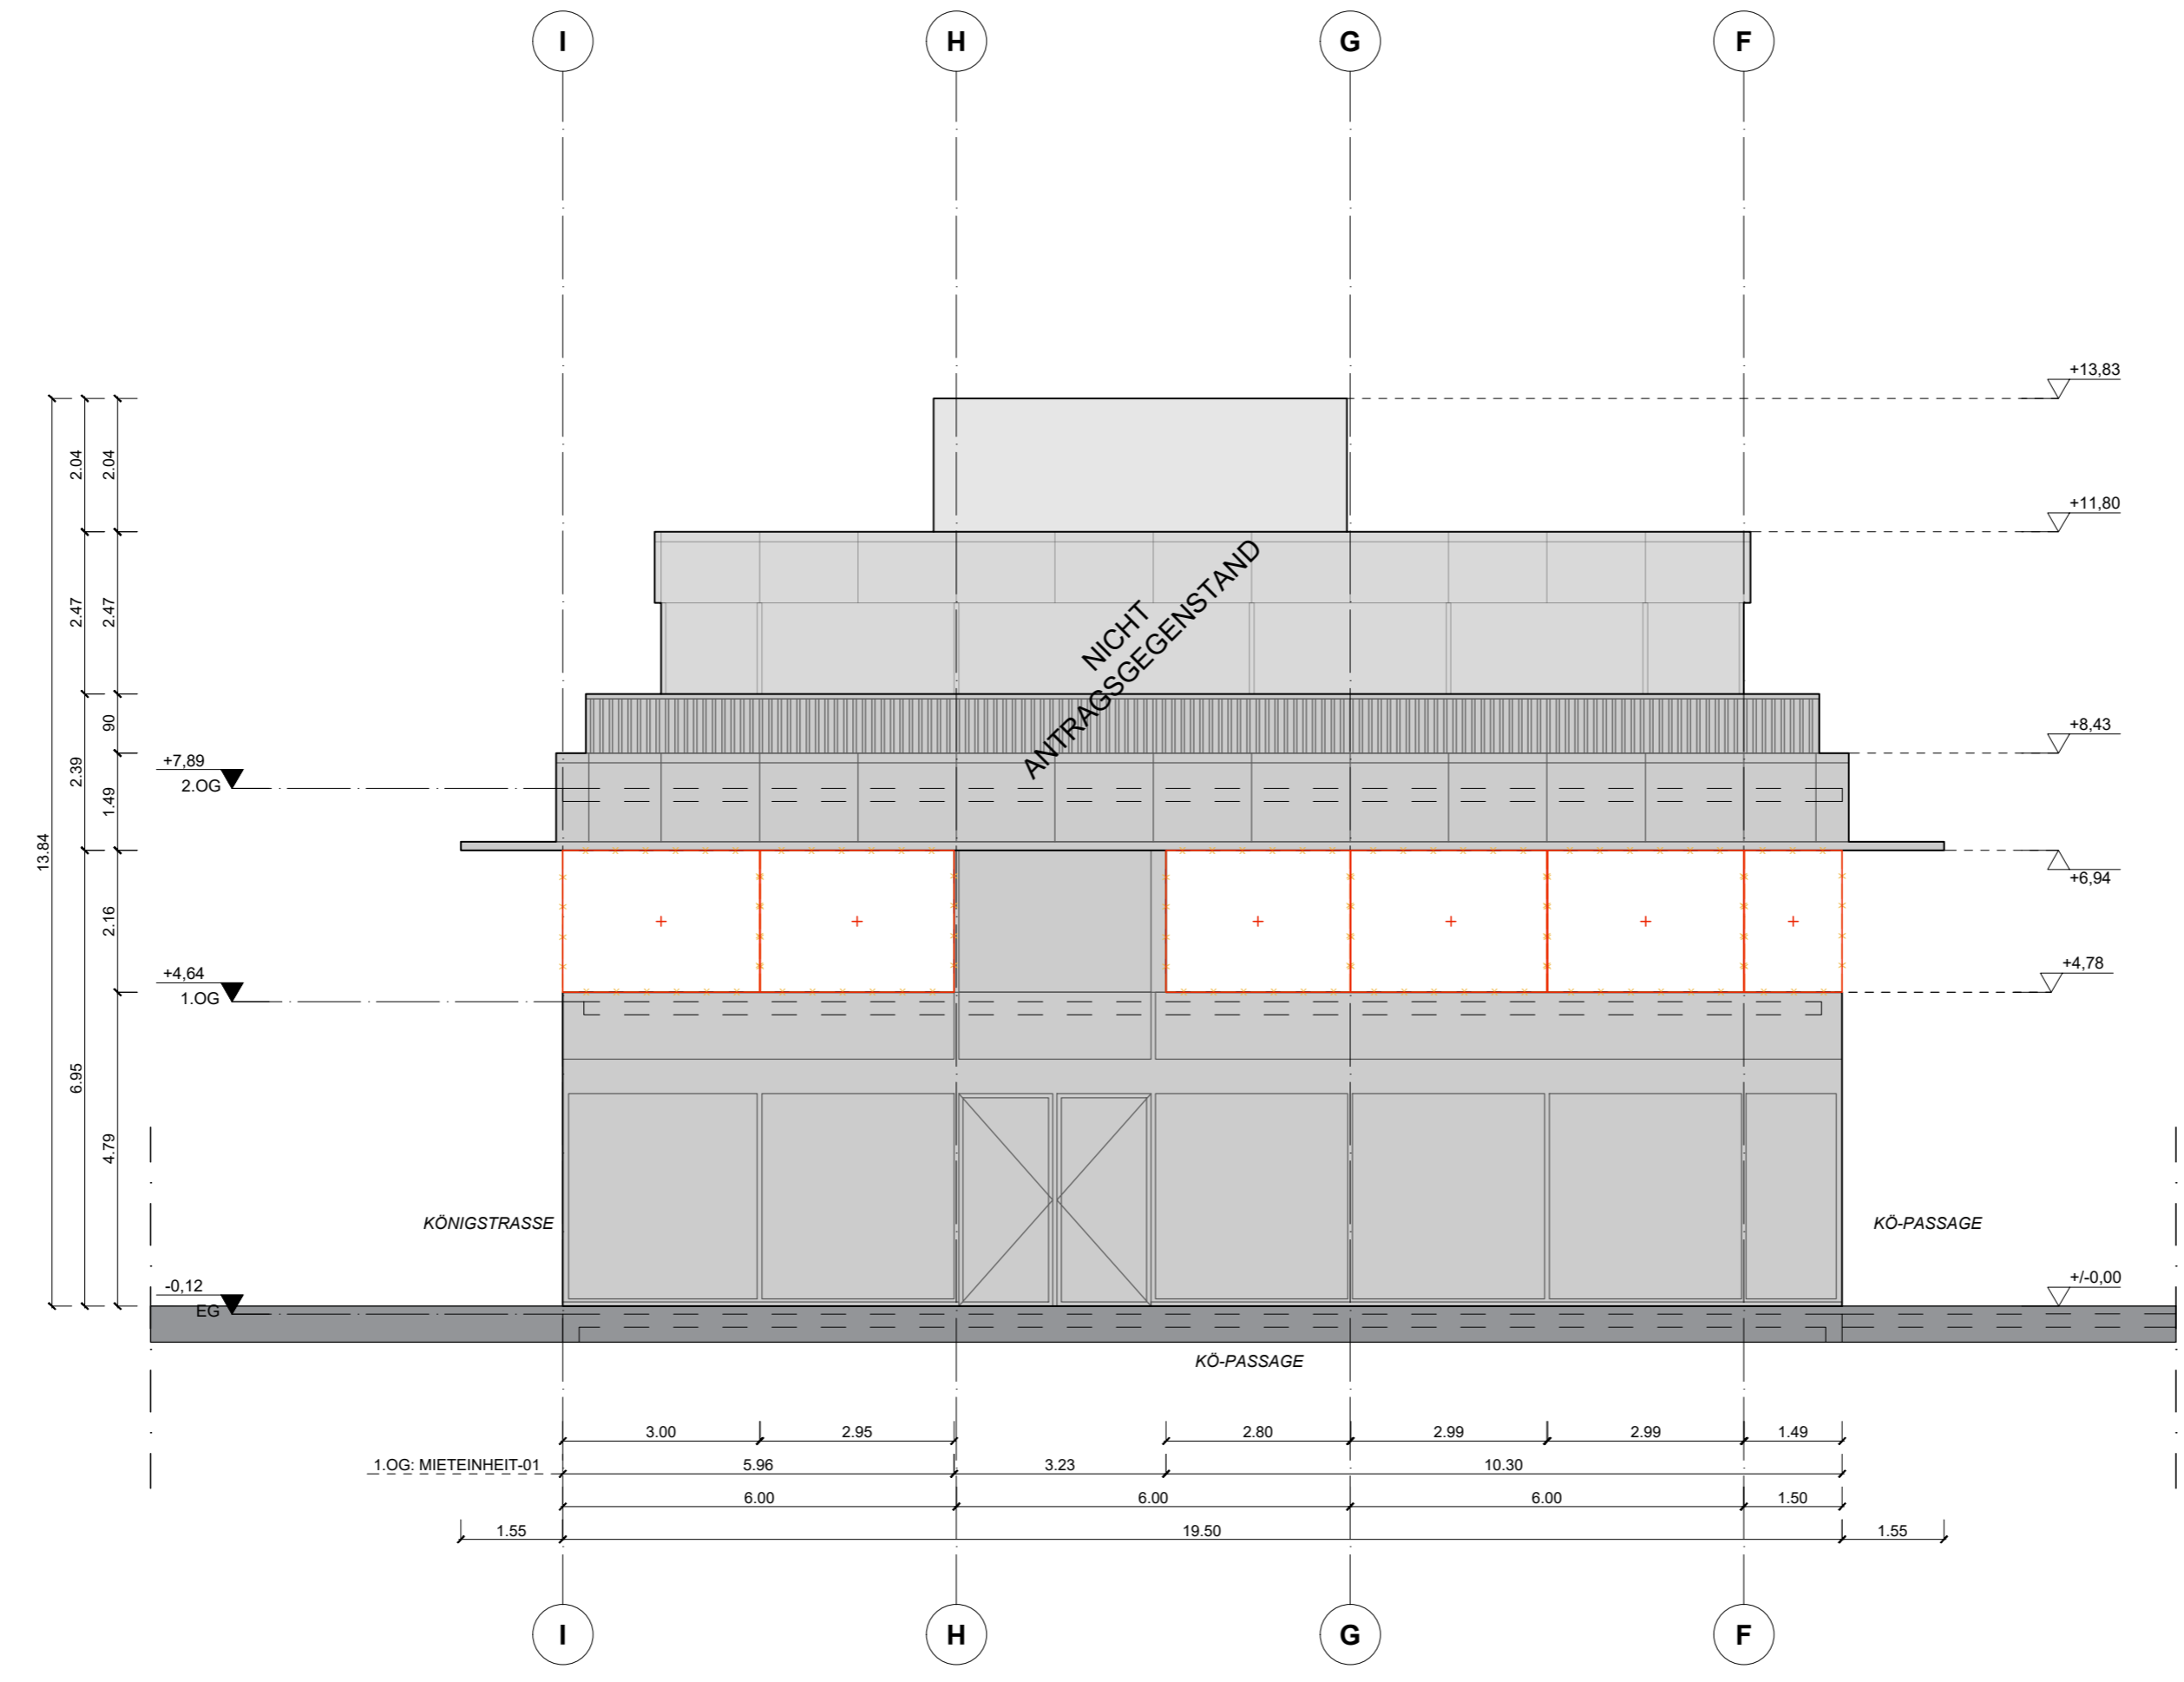 I H G F
+13,83
2.04 2.04
+11,80
NICHT
ANTRAGSGEGENSTAND
2.47 2.47
90
+8,43
+7,89
2.OG
2.39
1.49
13.84
+6,94
2.16
+4,64
1.OG
+4,78
6.95
4.79
KÖNIGSTRASSE
KÖ-PASSAGE
-0,12
EG
+/-0,00
KÖ-PASSAGE
3.00 2.95 2.80 2.99 2.99 1.49
1.OG: MIETEINHEIT-01 5.96 3.23 10.30
6.00 6.00 6.00 1.50
1.55 19.50 1.55
I H G F